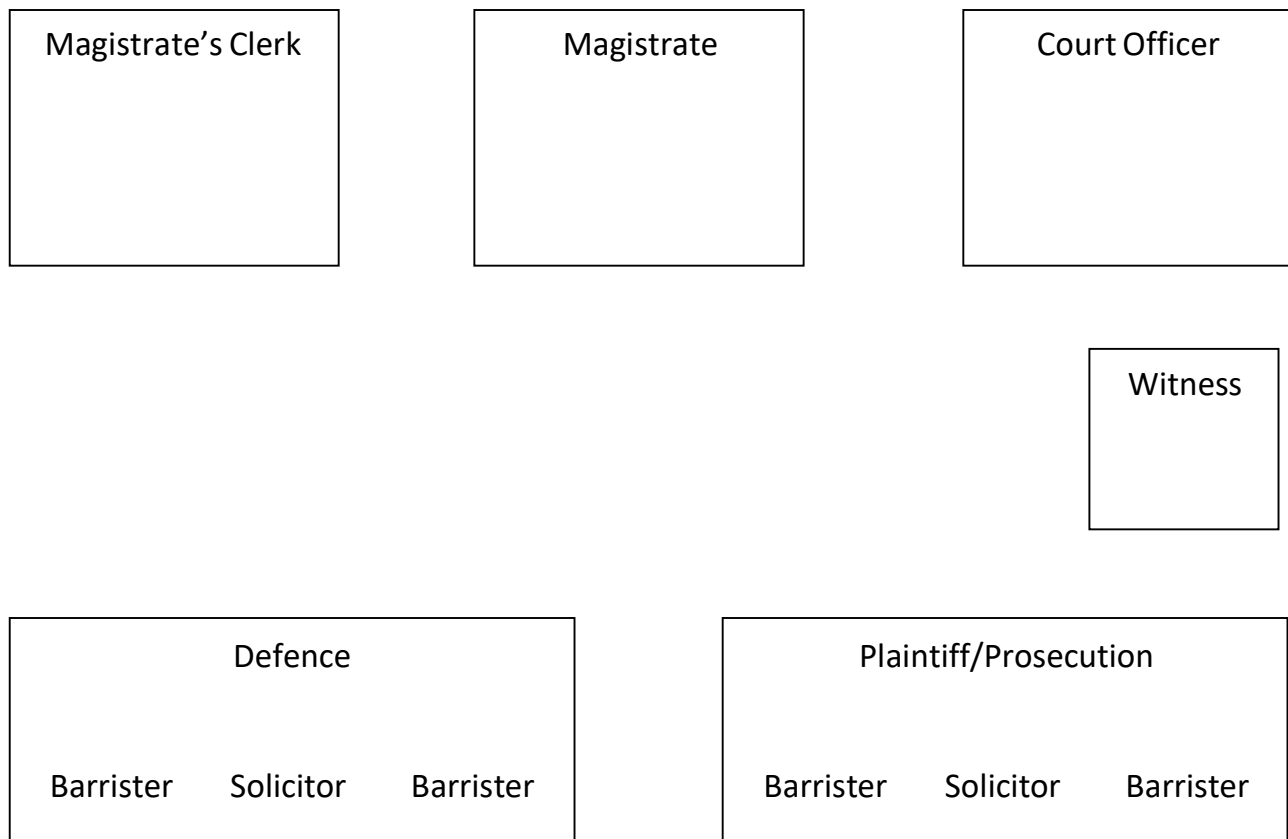 Magistrate’s Clerk
Magistrate
Court Officer
Witness
Defence
Barrister Solicitor Barrister
Plaintiff/Prosecution
Barrister Solicitor Barrister